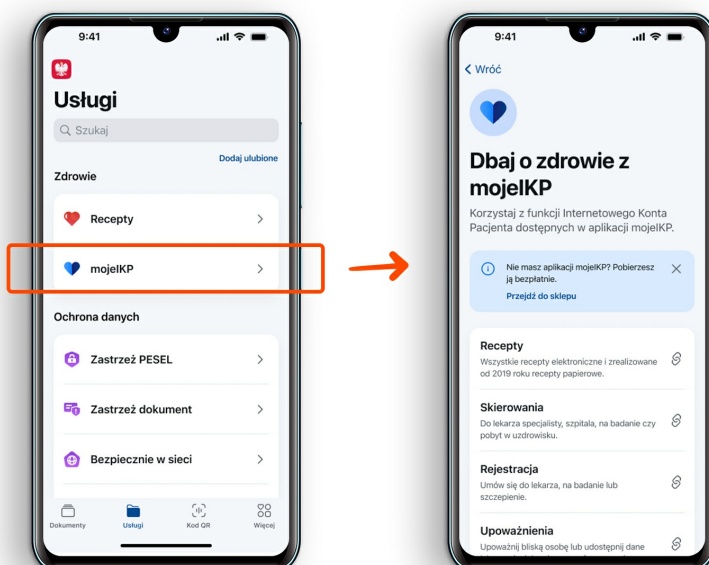 9:41
Usługi
Szukaj
Dodaj ulubione
Zdrowie
Recepty
mojeIKP
Ochrona danych
Zastrzeż PESEL
Zastrzeż dokument
Bezpiecznie w sieci
Dokumenty
Usługi
Kod QR
Więcej
9:41
Wróć
Dbaj o zdrowie z
mojeIKP
Korzystaj z funkcji Internetowego Konta
Pacjenta dostępnych w aplikacji mojeIKP.
Nie masz aplikacji mojeIKP? Pobierzesz
ją bezpłatnie.
Przejdź do sklepu
Recepty
Wszystkie recepty elektroniczne i zrealizowane
od 2019 roku recepty papierowe.
Skierowania
Do lekarza specjalisty, szpitala, na badanie czy
pobyt w uzdrowisku.
Rejestracja
Umów się do lekarza, na badanie lub
szczepienie.
Upoważnienia
Upoważnij bliską osobę lub udostępnij dane